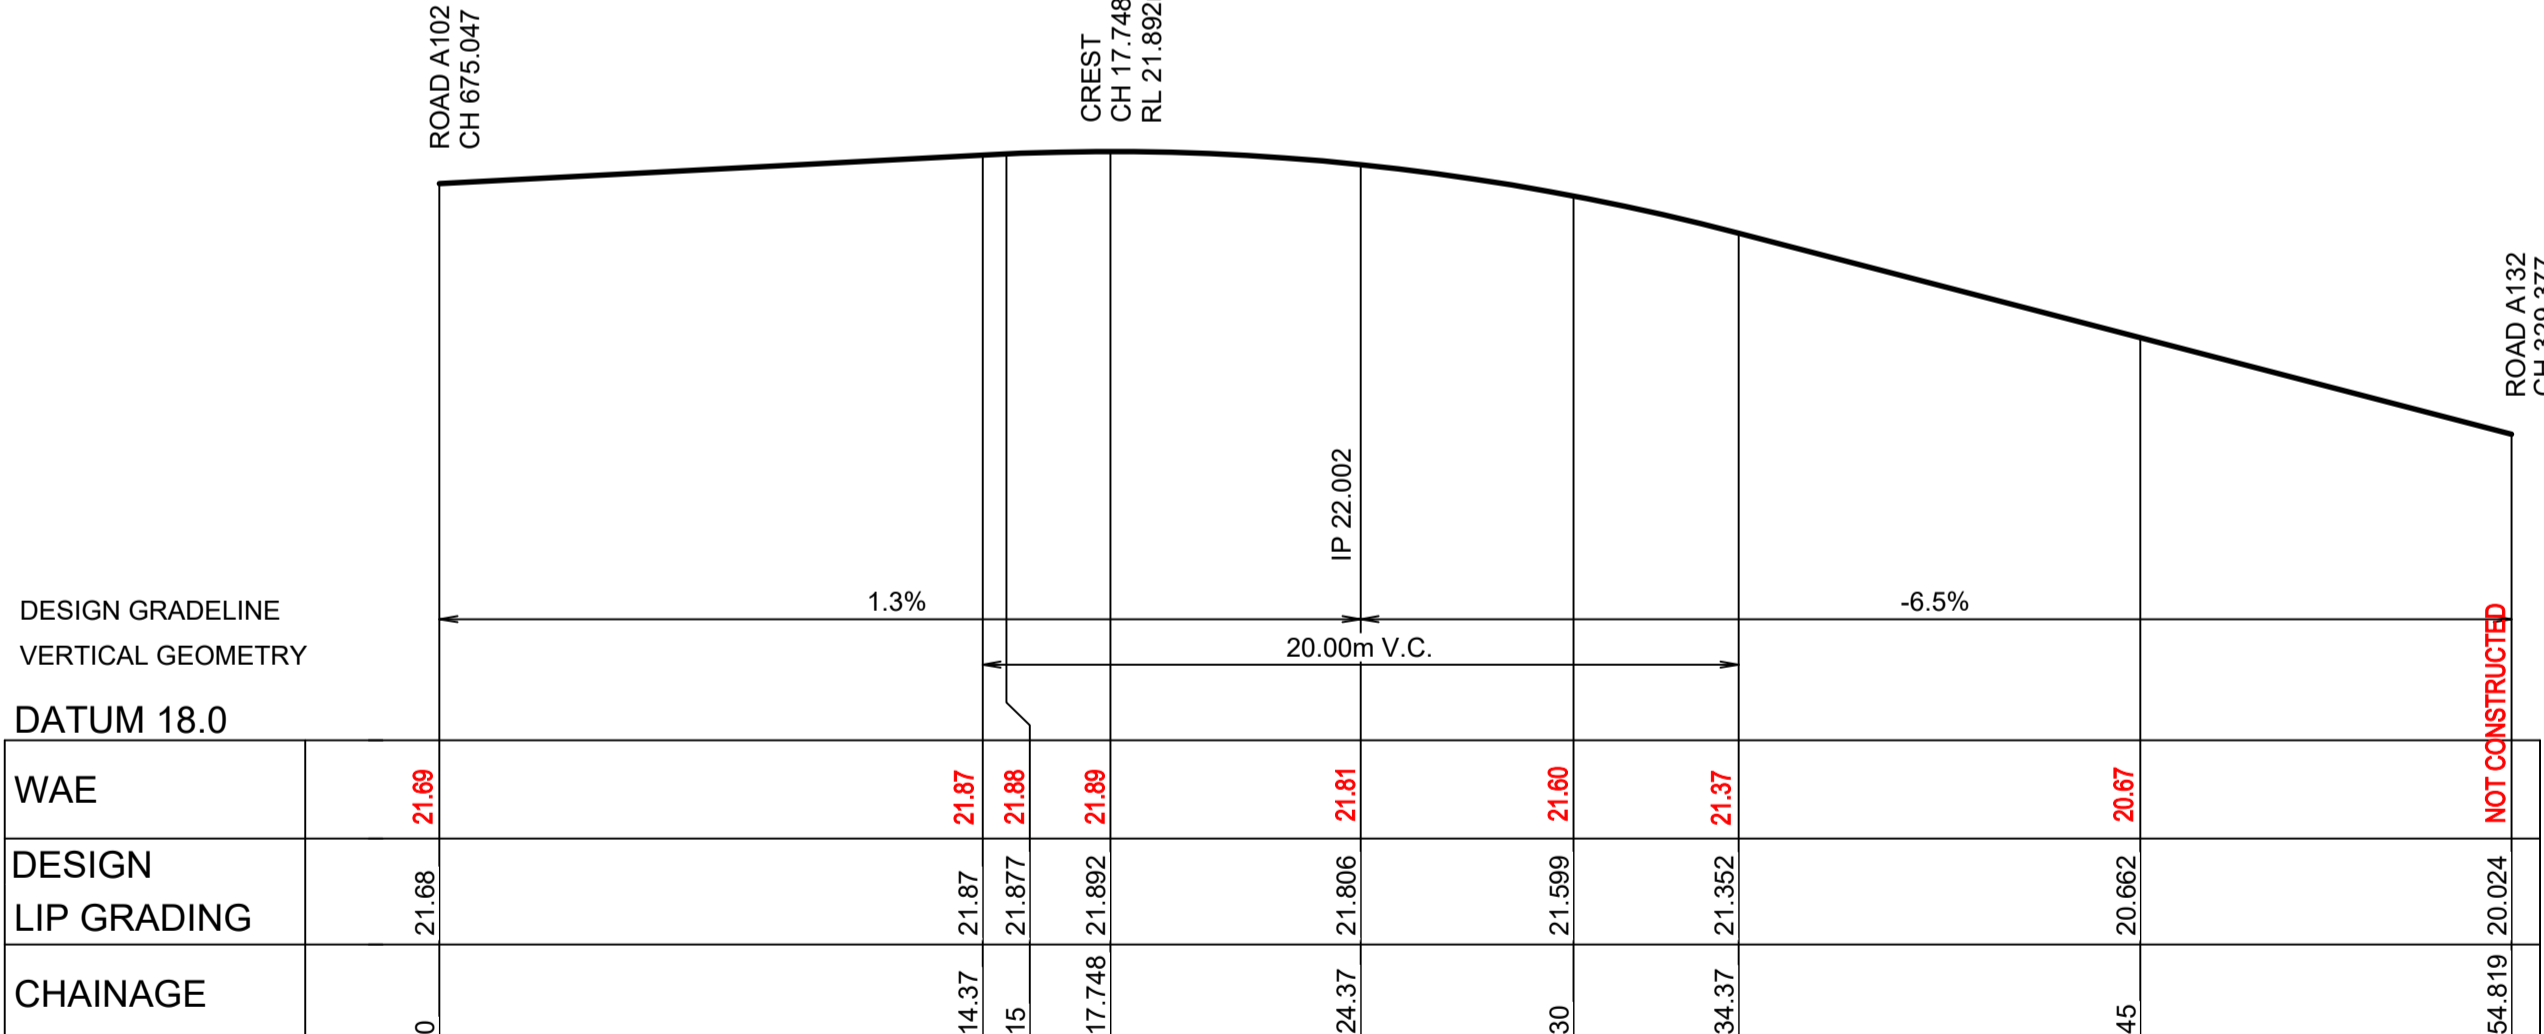 ROAD A102
CH 675.047
CREST
CH 17.748
RL 21.892
ROAD A132
CH 329.377
IP 22.002
DESIGN GRADELINE
1.3%
-6.5%
VERTICAL GEOMETRY
20.00m V.C.
DATUM 18.0
WAE
21.69
21.87
21.88
21.89
21.81
21.60
21.37
20.67
NOT CONSTRUCTED
DESIGN
LIP GRADING
21.68
21.87
21.877
21.892
21.806
21.599
21.352
20.662
20.024
CHAINAGE
0
14.37
15
17.748
24.37
30
34.37
45
54.819